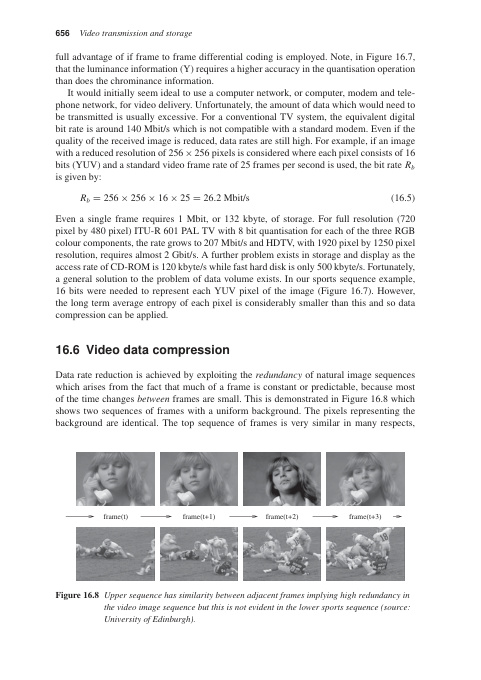 656 Video transmission and storage
full advantage of if frame to frame differential coding is employed. Note, in Figure 16.7,
that the luminance information (Y) requires a higher accuracy in the quantisation operation
than does the chrominance information.
It would initially seem ideal to use a computer network, or computer, modem and tele-
phone network, for video delivery. Unfortunately, the amount of data which would need to
be transmitted is usually excessive. For a conventional TV system, the equivalent digital
bit rate is around 140 Mbit/s which is not compatible with a standard modem. Even if the
quality of the received image is reduced, data rates are still high. For example, if an image
with a reduced resolution of 256 × 256 pixels is considered where each pixel consists of 16
bits (YUV) and a standard video frame rate of 25 frames per second is used, the bit rate Rb
is given by:
Rb = 256 × 256 × 16 × 25 = 26.2 Mbit/s (16.5)
Even a single frame requires 1 Mbit, or 132 kbyte, of storage. For full resolution (720
pixel by 480 pixel) ITU-R 601 PAL TV with 8 bit quantisation for each of the three RGB
colour components, the rate grows to 207 Mbit/s and HDTV, with 1920 pixel by 1250 pixel
resolution, requires almost 2 Gbit/s. A further problem exists in storage and display as the
access rate of CD-ROM is 120 kbyte/s while fast hard disk is only 500 kbyte/s. Fortunately,
a general solution to the problem of data volume exists. In our sports sequence example,
16 bits were needed to represent each YUV pixel of the image (Figure 16.7). However,
the long term average entropy of each pixel is considerably smaller than this and so data
compression can be applied.
16.6 Video data compression
Data rate reduction is achieved by exploiting the redundancy of natural image sequences
which arises from the fact that much of a frame is constant or predictable, because most
of the time changes between frames are small. This is demonstrated in Figure 16.8 which
shows two sequences of frames with a uniform background. The pixels representing the
background are identical. The top sequence of frames is very similar in many respects,
frame(t) frame(t+1) frame(t+2) frame(t+3)
Figure 16.8 Upper sequence has similarity between adjacent frames implying high redundancy in
the video image sequence but this is not evident in the lower sports sequence (source:
University of Edinburgh).